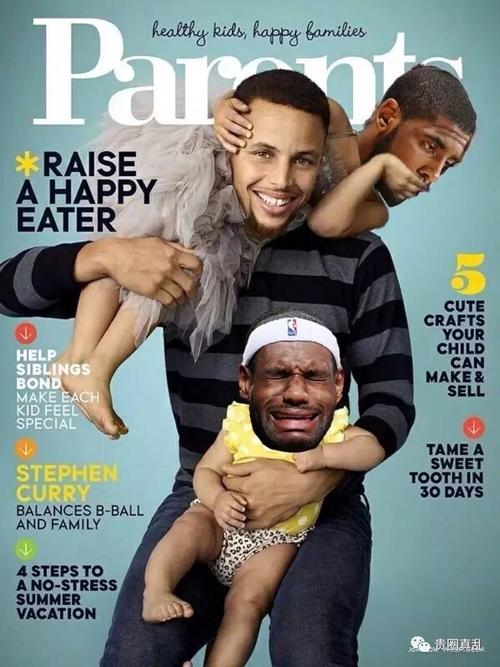 healthy kids, happy families
Parents
*RAISE
A HAPPY
EATER
5
CUTE
CRAFTS
YOUR
CHILD
CAN
MAKE &
SELL
HELP
SIBLINGS
BOND
MAKE EACH
KID FEEL
SPECIAL
TAME A
SWEET
TOOTH IN
30 DAYS
STEPHEN
CURRY
BALANCES B-BALL
AND FAMILY
4 STEPS TO
A NO-STRESS
SUMMER
VACATION
NBA
贵圈真乱